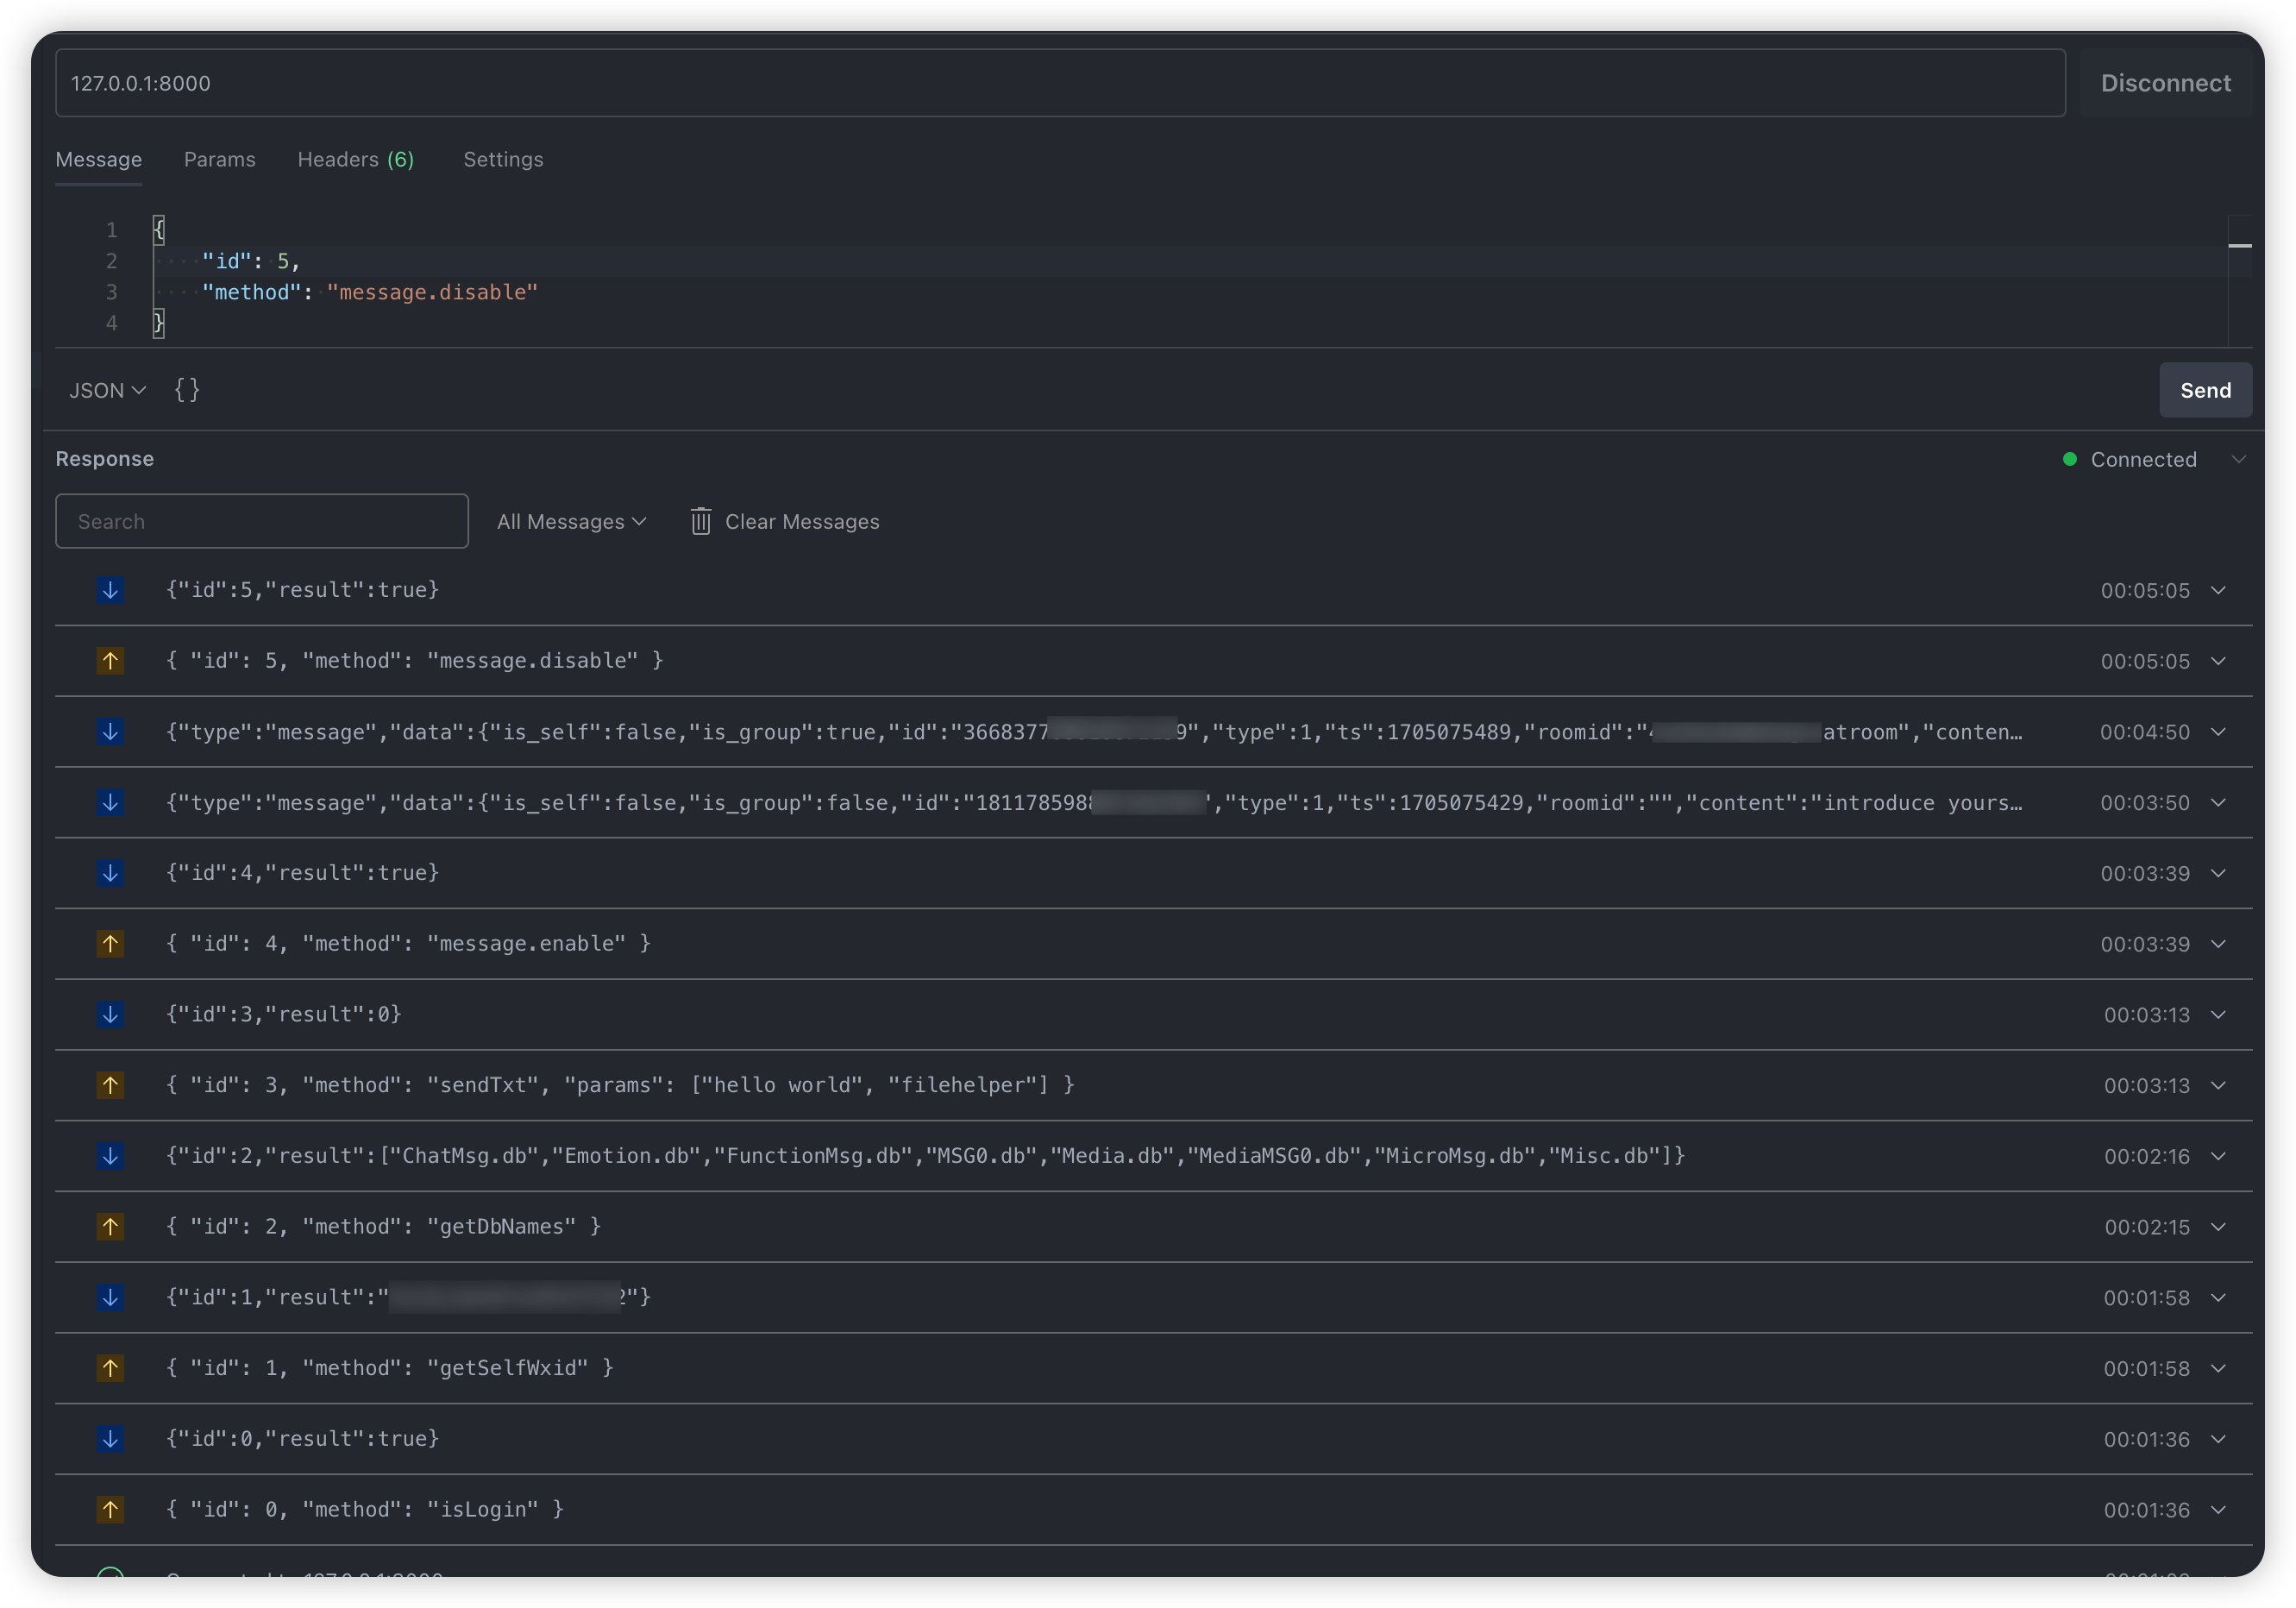 127.0.0.1:8000
Disconnect
Message Params Headers (6) Settings
1 {
2 "id": 5,
3 "method": "message.disable"
4 }
JSON {}
Send
Response
Connected
Search
All Messages
Clear Messages
{"id":5,"result":true} 00:05:05
{ "id": 5, "method": "message.disable" } 00:05:05
{"type":"message","data":{"is_self":false,"is_group":true,"id":"3668377 9","type":1,"ts":1705075489,"roomid":" atroom","conten… 00:04:50
{"type":"message","data":{"is_self":false,"is_group":false,"id":"181178598 ","type":1,"ts":1705075429,"roomid":"","content":"introduce yours… 00:03:50
{"id":4,"result":true} 00:03:39
{ "id": 4, "method": "message.enable" } 00:03:39
{"id":3,"result":0} 00:03:13
{ "id": 3, "method": "sendTxt", "params": ["hello world", "filehelper"] } 00:03:13
{"id":2,"result":["ChatMsg.db","Emotion.db","FunctionMsg.db","MSG0.db","Media.db","MediaMSG0.db","MicroMsg.db","Misc.db"]} 00:02:16
{ "id": 2, "method": "getDbNames" } 00:02:15
{"id":1,"result":" 2"} 00:01:58
{ "id": 1, "method": "getSelfWxid" } 00:01:58
{"id":0,"result":true} 00:01:36
{ "id": 0, "method": "isLogin" } 00:01:36